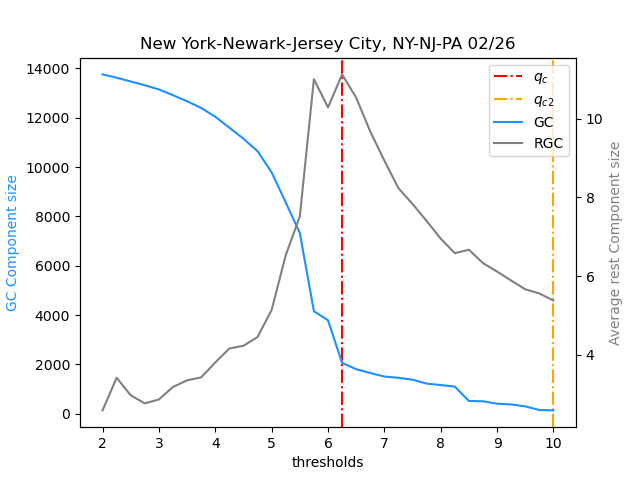 New York-Newark-Jersey City, NY-NJ-PA 02/26
GC Component size
14000
12000
10000
8000
6000
4000
2000
0
2
3
4
5
6
7
8
9
10
thresholds
10
8
6
4
Average rest Component size
q_c
q_c2
GC
RGC